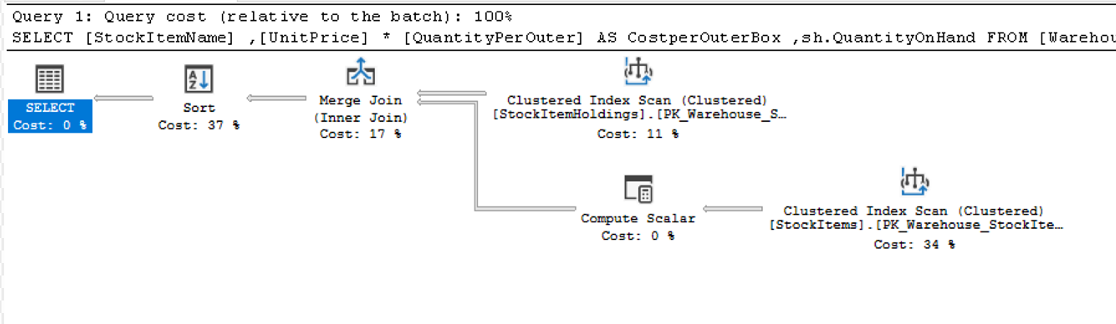 Query 1: Query cost (relative to the batch): 100%
SELECT [StockItemName] ,[UnitPrice] * [QuantityPerOuter] AS CostperOuterBox ,sh.QuantityOnHand FROM [Warehou
SELECT
Cost: 0 %
Sort
Cost: 37 %
Merge Join
(Inner Join)
Cost: 17 %
Clustered Index Scan (Clustered)
[StockItemHoldings].[PK_Warehouse_S…
Cost: 11 %
Compute Scalar
Cost: 0 %
Clustered Index Scan (Clustered)
[StockItems].[PK_Warehouse_StockIte…
Cost: 34 %